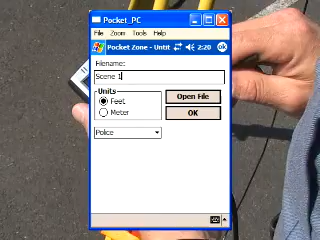 Pocket_PC
File Zoom Tools Help
Pocket Zone - Untit 2:20 ok
Filename:
Scene 1
Units
Feet
Meter
Open File
OK
Police